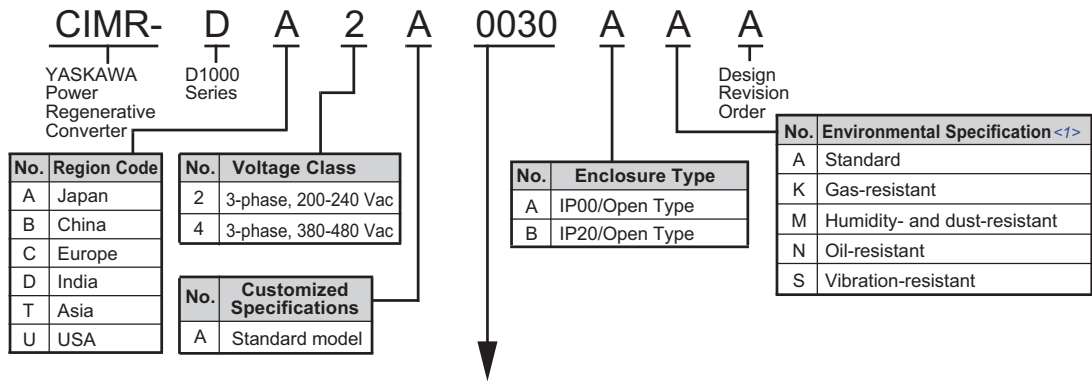 CIMR- D A 2 A 0030 A A A
YASKAWA
Power
Regenerative
Converter
D1000
Series
Design
Revision
Order
No. Region Code
A Japan
B China
C Europe
D India
T Asia
U USA
No. Voltage Class
2 3-phase, 200-240 Vac
4 3-phase, 380-480 Vac
No. Customized
Specifications
A Standard model
No. Enclosure Type
A IP00/Open Type
B IP20/Open Type
No. Environmental Specification <1>
A Standard
K Gas-resistant
M Humidity- and dust-resistant
N Oil-resistant
S Vibration-resistant